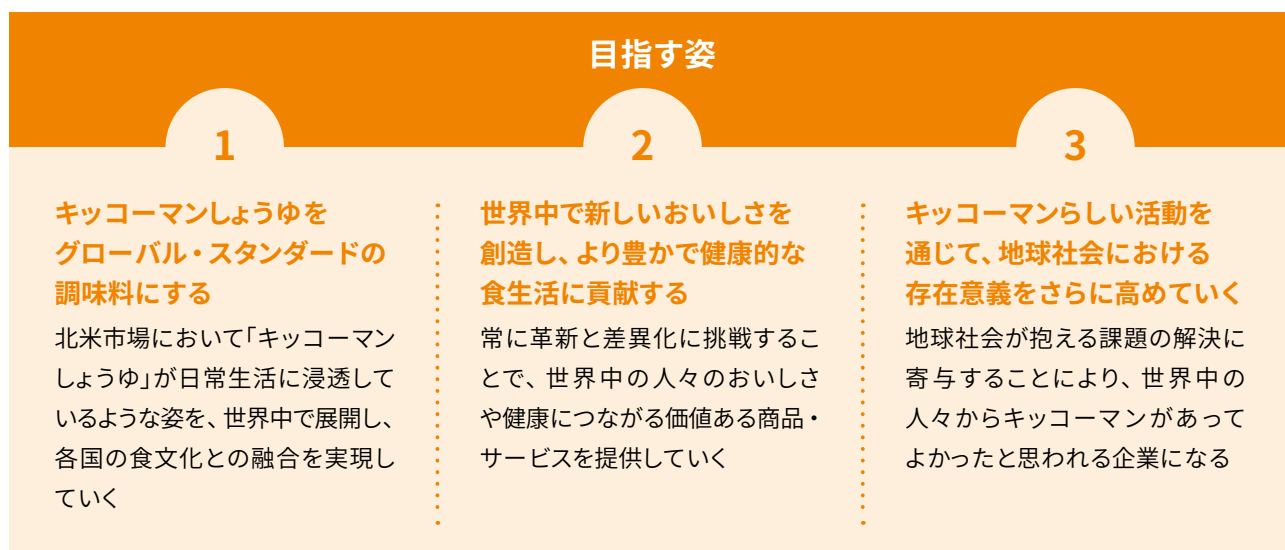 目指す姿
1
キッコーマンしょうゆを
グローバル・スタンダードの
調味料にする
北米市場において「キッコーマン
しょうゆ」が日常生活に浸透して
いるような姿を、世界中で展開し、
各国の食文化との融合を実現し
ていく
2
世界中で新しいおいしさを
創造し、より豊かで健康的な
食生活に貢献する
常に革新と差異化に挑戦するこ
とで、世界中の人々のおいしさ
や健康につながる価値ある商品・
サービスを提供していく
3
キッコーマンらしい活動を
通じて、地球社会における
存在意義をさらに高めていく
地球社会が抱える課題の解決に
寄与することにより、世界中の
人々からキッコーマンがあって
よかったと思われる企業になる